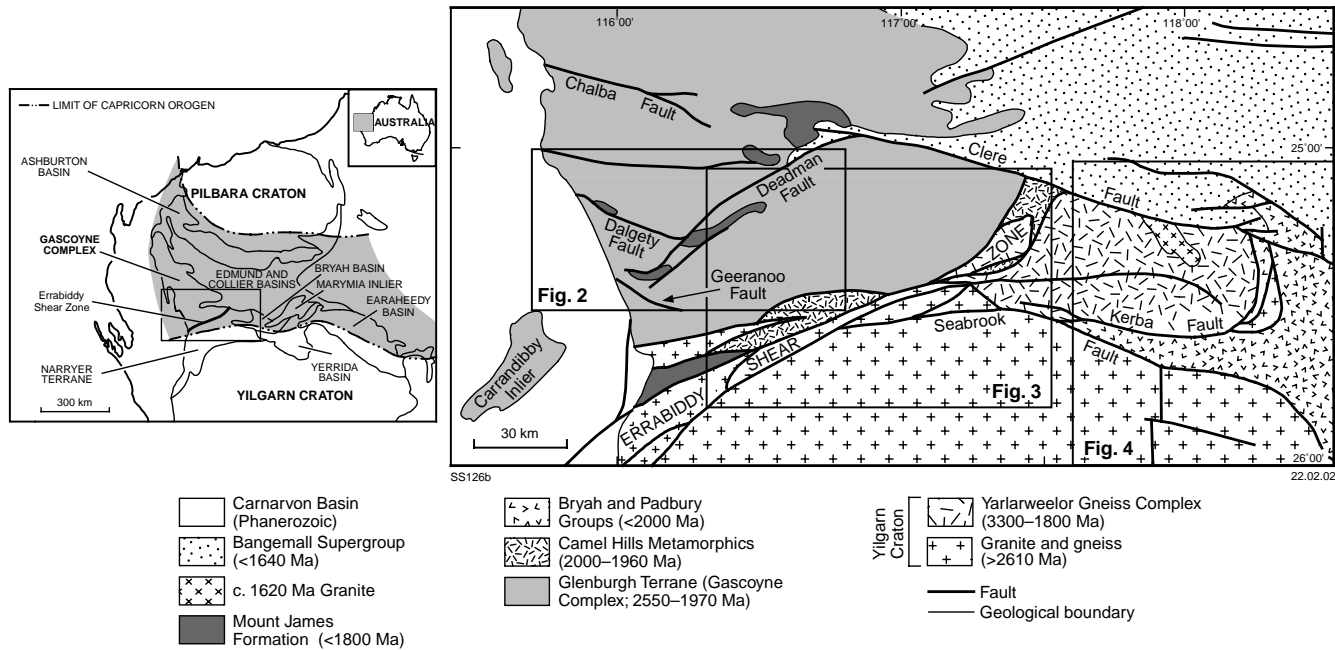 LIMIT OF CAPRICORN OROGEN
AUSTRALIA
ASHBURTON
BASIN
PILBARA CRATON
GASCOYNE
COMPLEX
EDMUND AND
COLLIER BASINS
BRYAH BASIN
MARYMIA INLIER
EARAHEEDY
BASIN
Errabiddy
Shear Zone
NARRYER
TERRANE
YERRIDA
BASIN
YILGARN CRATON
300 km
116°00'
117°00'
118°00'
Chalba
Fault
25°00'
Clere
Fault
Deadman
Fault
Dalgety
Fault
Geeranoo
Fault
Fig. 2
ZONE
Kerba
Fault
Seabrook
Fault
SHEAR
ERRABIDDY
Carrandibby
Inlier
30 km
Fig. 3
Fig. 4
26°00'
SS126b
22.02.02
Carnarvon Basin
(Phanerozoic)
Bangemall Supergroup
(<1640 Ma)
c. 1620 Ma Granite
Mount James
Formation (<1800 Ma)
Bryah and Padbury
Groups (<2000 Ma)
Camel Hills Metamorphics
(2000–1960 Ma)
Glenburgh Terrane (Gascoyne
Complex; 2550–1970 Ma)
Yilgarn
Craton
Yarlarweelor Gneiss Complex
(3300–1800 Ma)
Granite and gneiss
(>2610 Ma)
Fault
Geological boundary